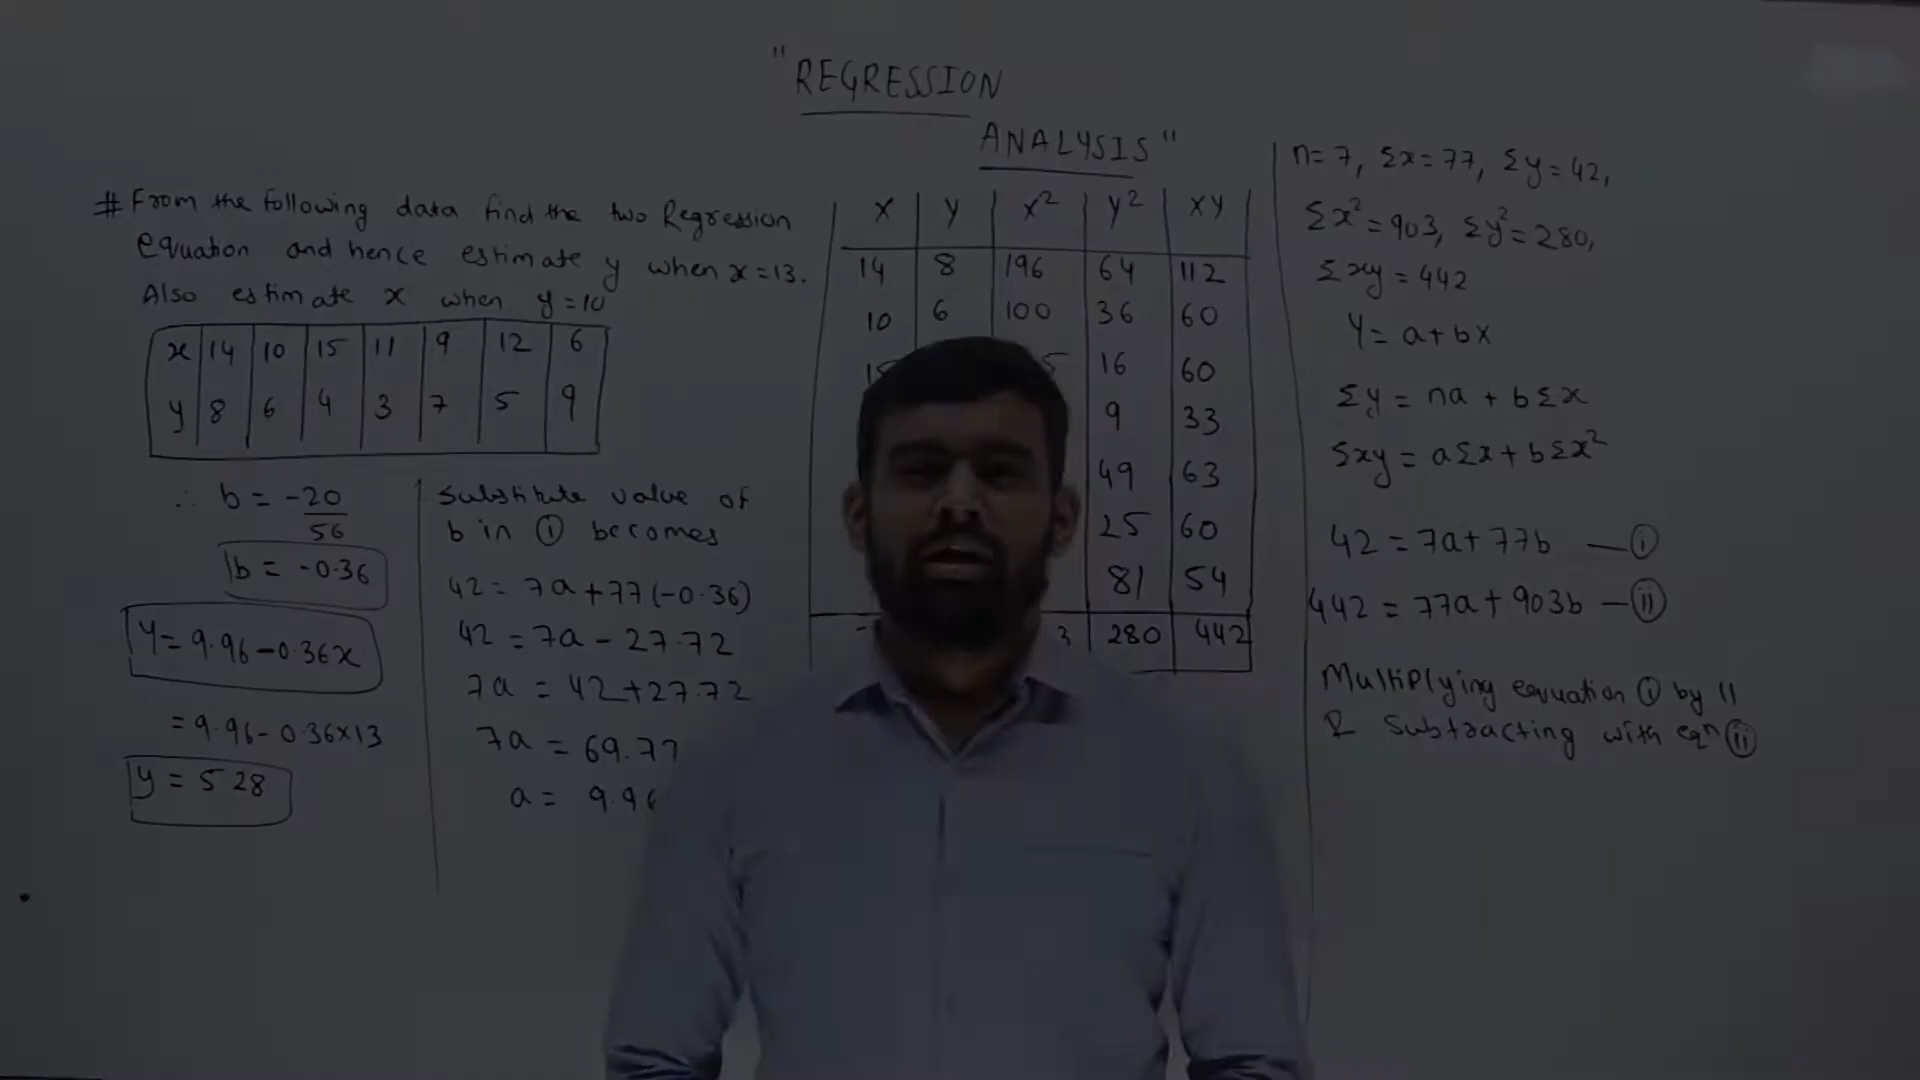 "REGRESSION
ANALYSIS"
# From the following data find the two Regression
equation and hence estimate y when x=13.
Also estimate x when y=10
x | 14 | 10 | 15 | 11 | 9 | 12 | 6
y | 8 | 6 | 4 | 3 | 7 | 5 | 9
∴ b = -20/56
b = -0.36
Y = 9.96-0.36x
= 9.96-0.36×13
y = 5.28
Substitute value of
b in (i) becomes
42 = 7a+77(-0.36)
42 = 7a - 27.72
7a = 42+27.72
7a = 69.77
a = 9.96
X | Y | X² | Y² | XY
14 | 8 | 196 | 64 | 112
10 | 6 | 100 | 36 | 60
15 | 5 | 16 | 60
9 | 33
49 | 63
25 | 60
81 | 54
3 | 280 | 442
n=7, Σx=77, Σy=42,
Σx²=903, Σy²=280,
Σxy=442
Y= a+bx
Σy = na + bΣx
Σxy = aΣx+bΣx²
42 = 7a+77b —(i)
442 = 77a+903b —(ii)
Multiplying equation (i) by 11
& Subtracting with eqn (ii)